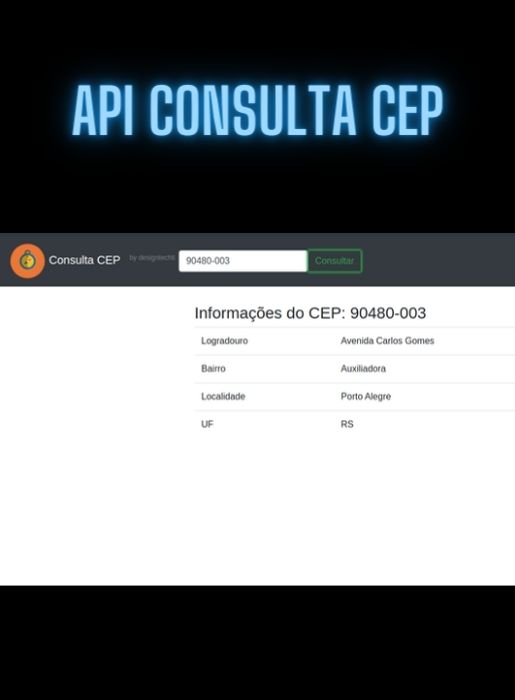 API CONSULTA CEP
Consulta CEP by designtechs 90480-003 Consultar
Informações do CEP: 90480-003
Logradouro Avenida Carlos Gomes
Bairro Auxiliadora
Localidade Porto Alegre
UF RS